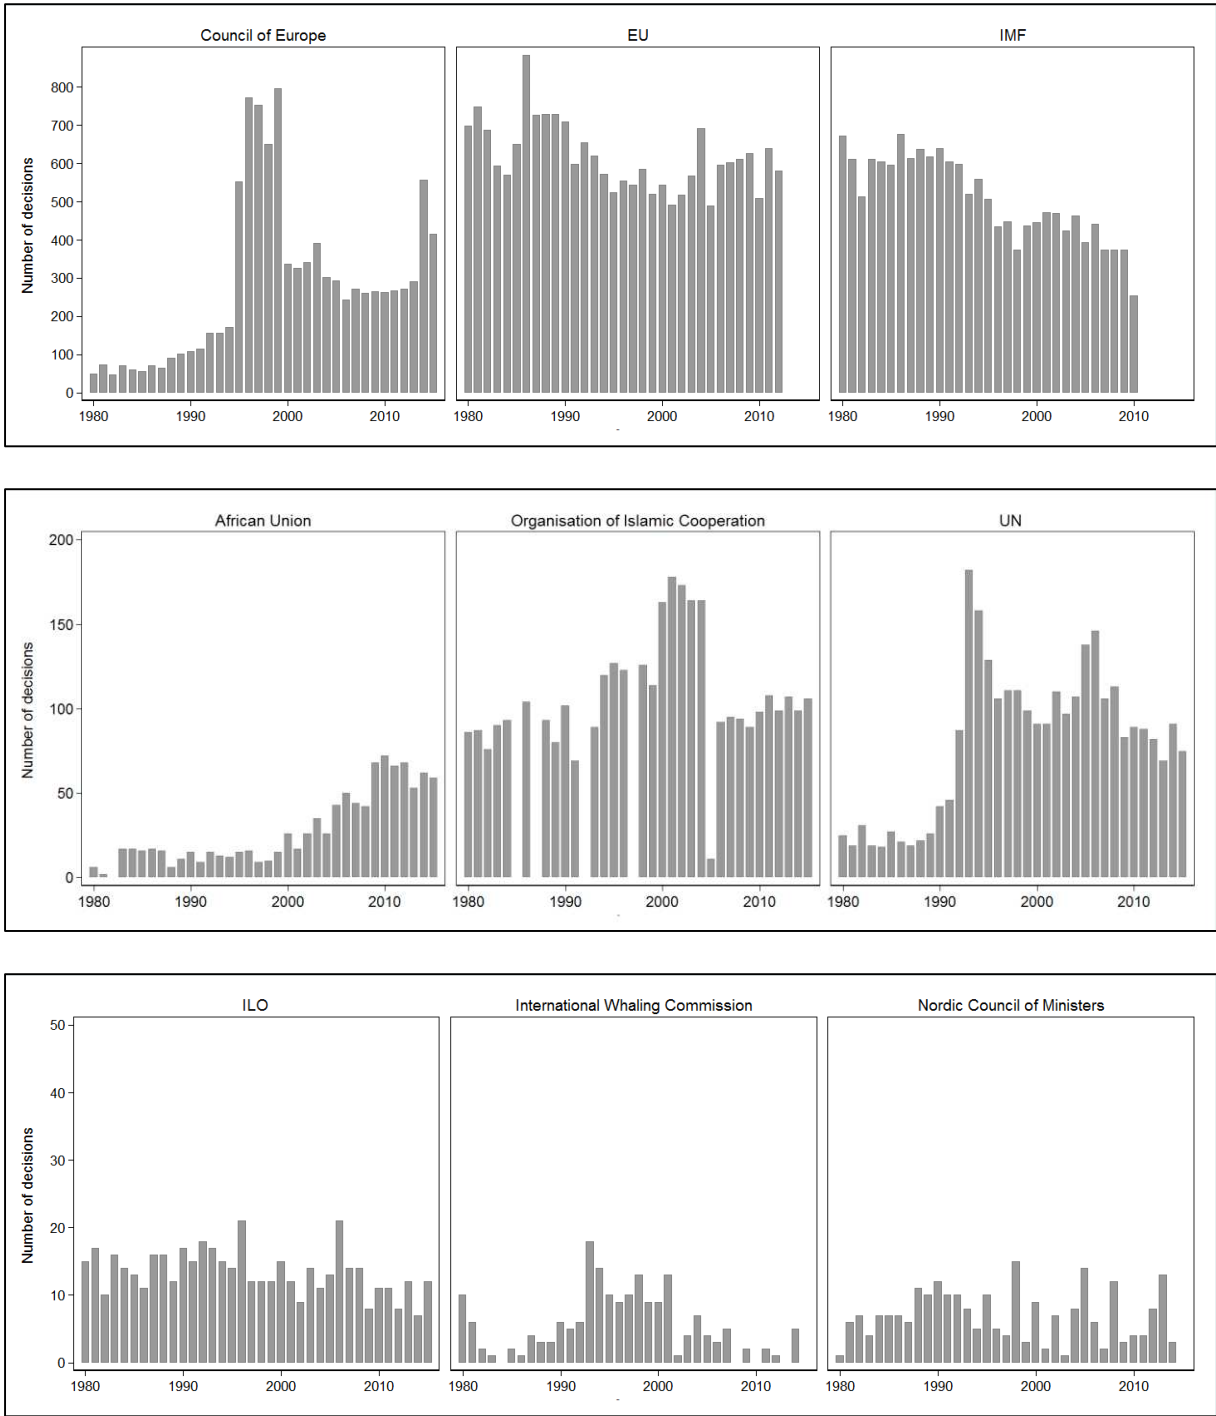 Council of Europe
EU
IMF
Number of decisions
800
700
600
500
400
300
200
100
0
1980 1990 2000 2010
1980 1990 2000 2010
1980 1990 2000 2010
African Union
Organisation of Islamic Cooperation
UN
Number of decisions
200
150
100
50
0
1980 1990 2000 2010
1980 1990 2000 2010
1980 1990 2000 2010
ILO
International Whaling Commission
Nordic Council of Ministers
Number of decisions
50
40
30
20
10
0
1980 1990 2000 2010
1980 1990 2000 2010
1980 1990 2000 2010